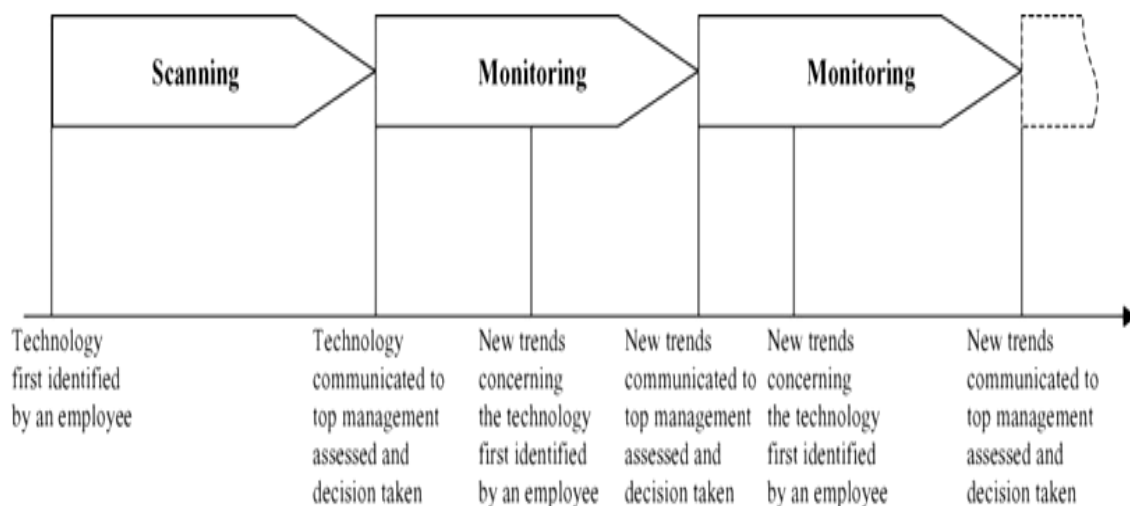 Scanning
Monitoring
Monitoring
Technology
first identified
by an employee
Technology
communicated to
top management
assessed and
decision taken
New trends
concerning
the technology
first identified
by an employee
New trends
communicated to
top management
assessed and
decision taken
New trends
concerning
the technology
first identified
by an employee
New trends
communicated to
top management
assessed and
decision taken